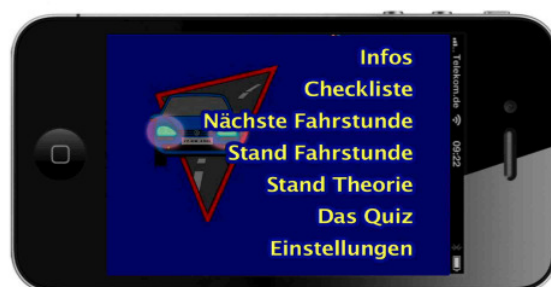 Infos
Checkliste
Nächste Fahrstunde
Stand Fahrstunde
Stand Theorie
Das Quiz
Einstellungen
Telekom.de
09:22